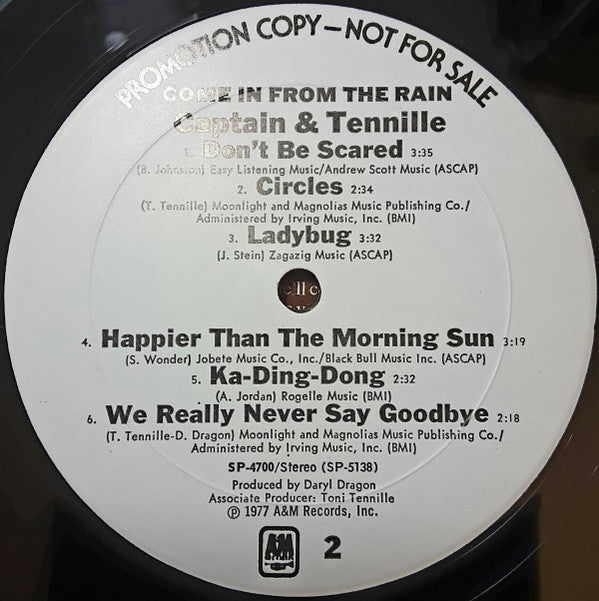 PROMOTION COPY—NOT FOR SALE
COME IN FROM THE RAIN
Captain & Tennille
1. Don't Be Scared 3:35
(B. Johnston) Easy Listening Music/Andrew Scott Music (ASCAP)
2. Circles 2:34
(T. Tennille) Moonlight and Magnolias Music Publishing Co./
Administered by Irving Music, Inc. (BMI)
3. Ladybug 3:32
(J. Stein) Zagazig Music (ASCAP)
4. Happier Than The Morning Sun 3:19
(S. Wonder) Jobete Music Co., Inc./Black Bull Music Inc. (ASCAP)
5. Ka-Ding-Dong 2:32
(A. Jordan) Rogelle Music (BMI)
6. We Really Never Say Goodbye 2:18
(T. Tennille-D. Dragon) Moonlight and Magnolias Music Publishing Co./
Administered by Irving Music, Inc. (BMI)
SP-4700/Stereo (SP-5138)
Produced by Daryl Dragon
Associate Producer: Toni Tennille
℗ 1977 A&M Records, Inc.
A&M
2